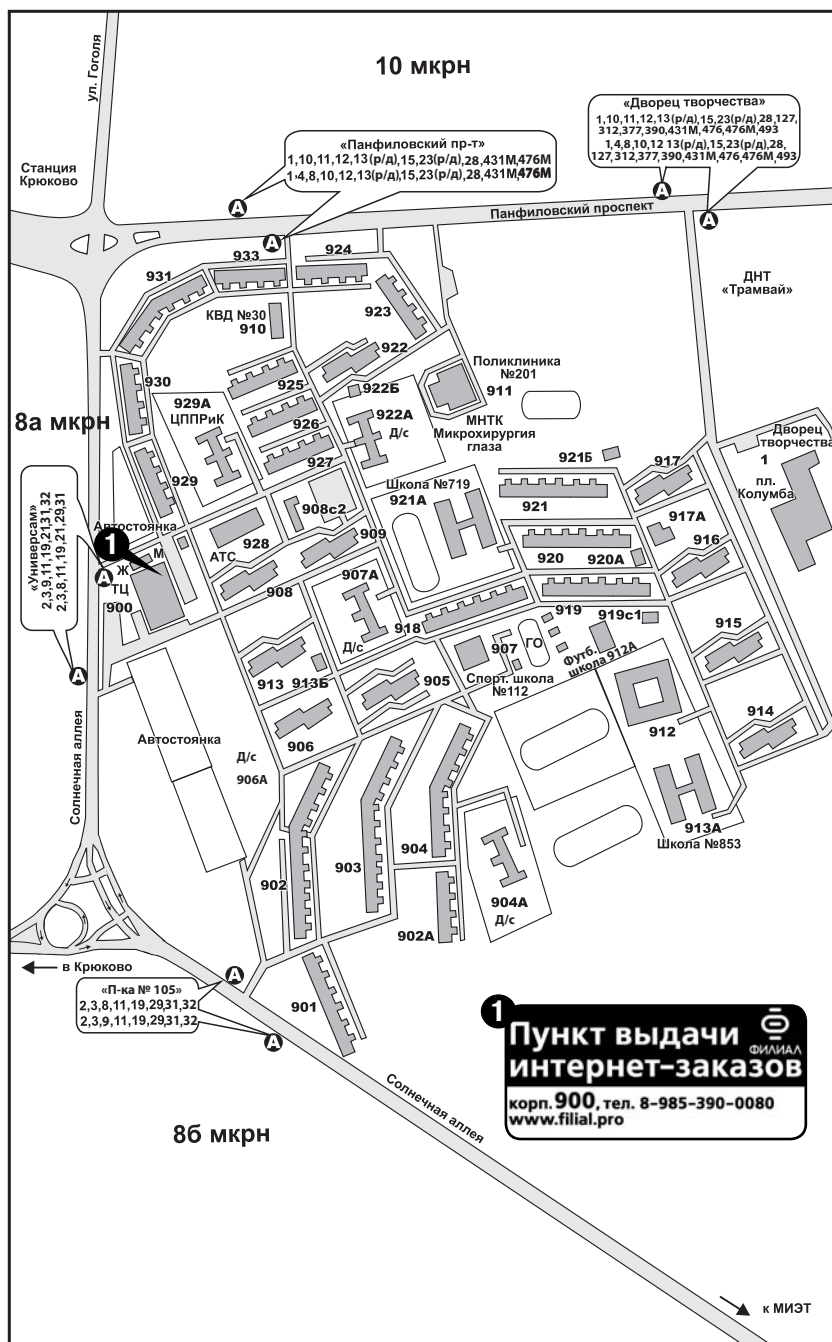 10 мкрн
ул. Гоголя
Станция
Крюково
«Панфиловский пр-т»
1,10,11,12,13(р/д),15,23(р/д),28,431М,476М
1,4,8,10,12,13(р/д),15,23(р/д),28,431М,476М
«Дворец творчества»
1,10,11,12,13(р/д),15,23(р/д),28,127,
312,377,390,431М,476,476М,493
1,4,8,10,12 13(р/д),15,23(р/д),28,
127,312,377,390,431М,476,476М,493
А
А
А
А
Панфиловский проспект
ДНТ
«Трамвай»
931
933
924
КВД №30
910
923
922
930
929А
ЦППРиК
925
922Б
Поликлиника
№201
911
8а мкрн
926
922А
Д/с
МНТК
Микрохирургия
глаза
927
929
Дворец
творчества
1
пл.
Колумба
921Б
917
Школа №719
921А
921
«Универсам»
2,3,9,11,19,21,31,32
2,3,8,11,19,21,29,31
Автостоянка
1
М
Ж
ТЦ
900
А
А
АТС
928
908с2
909
917А
920
920А
916
908
907А
Д/с
918
919
919с1
907
ГО
Футб.
школа 912А
Спорт. школа
№112
915
913
913Б
905
912
914
Солнечная аллея
Автостоянка
906
Д/с
906А
913А
Школа №853
902
903
904
904А
Д/с
902А
в Крюково
«П-ка № 105»
2,3,8,11,19,29,31,32
2,3,9,11,19,29,31,32
А
А
901
Солнечная аллея
8б мкрн
1
Пункт выдачи
интернет-заказов
ФИЛИАЛ
корп. 900, тел. 8-985-390-0080
www.filial.pro
к МИЭТ